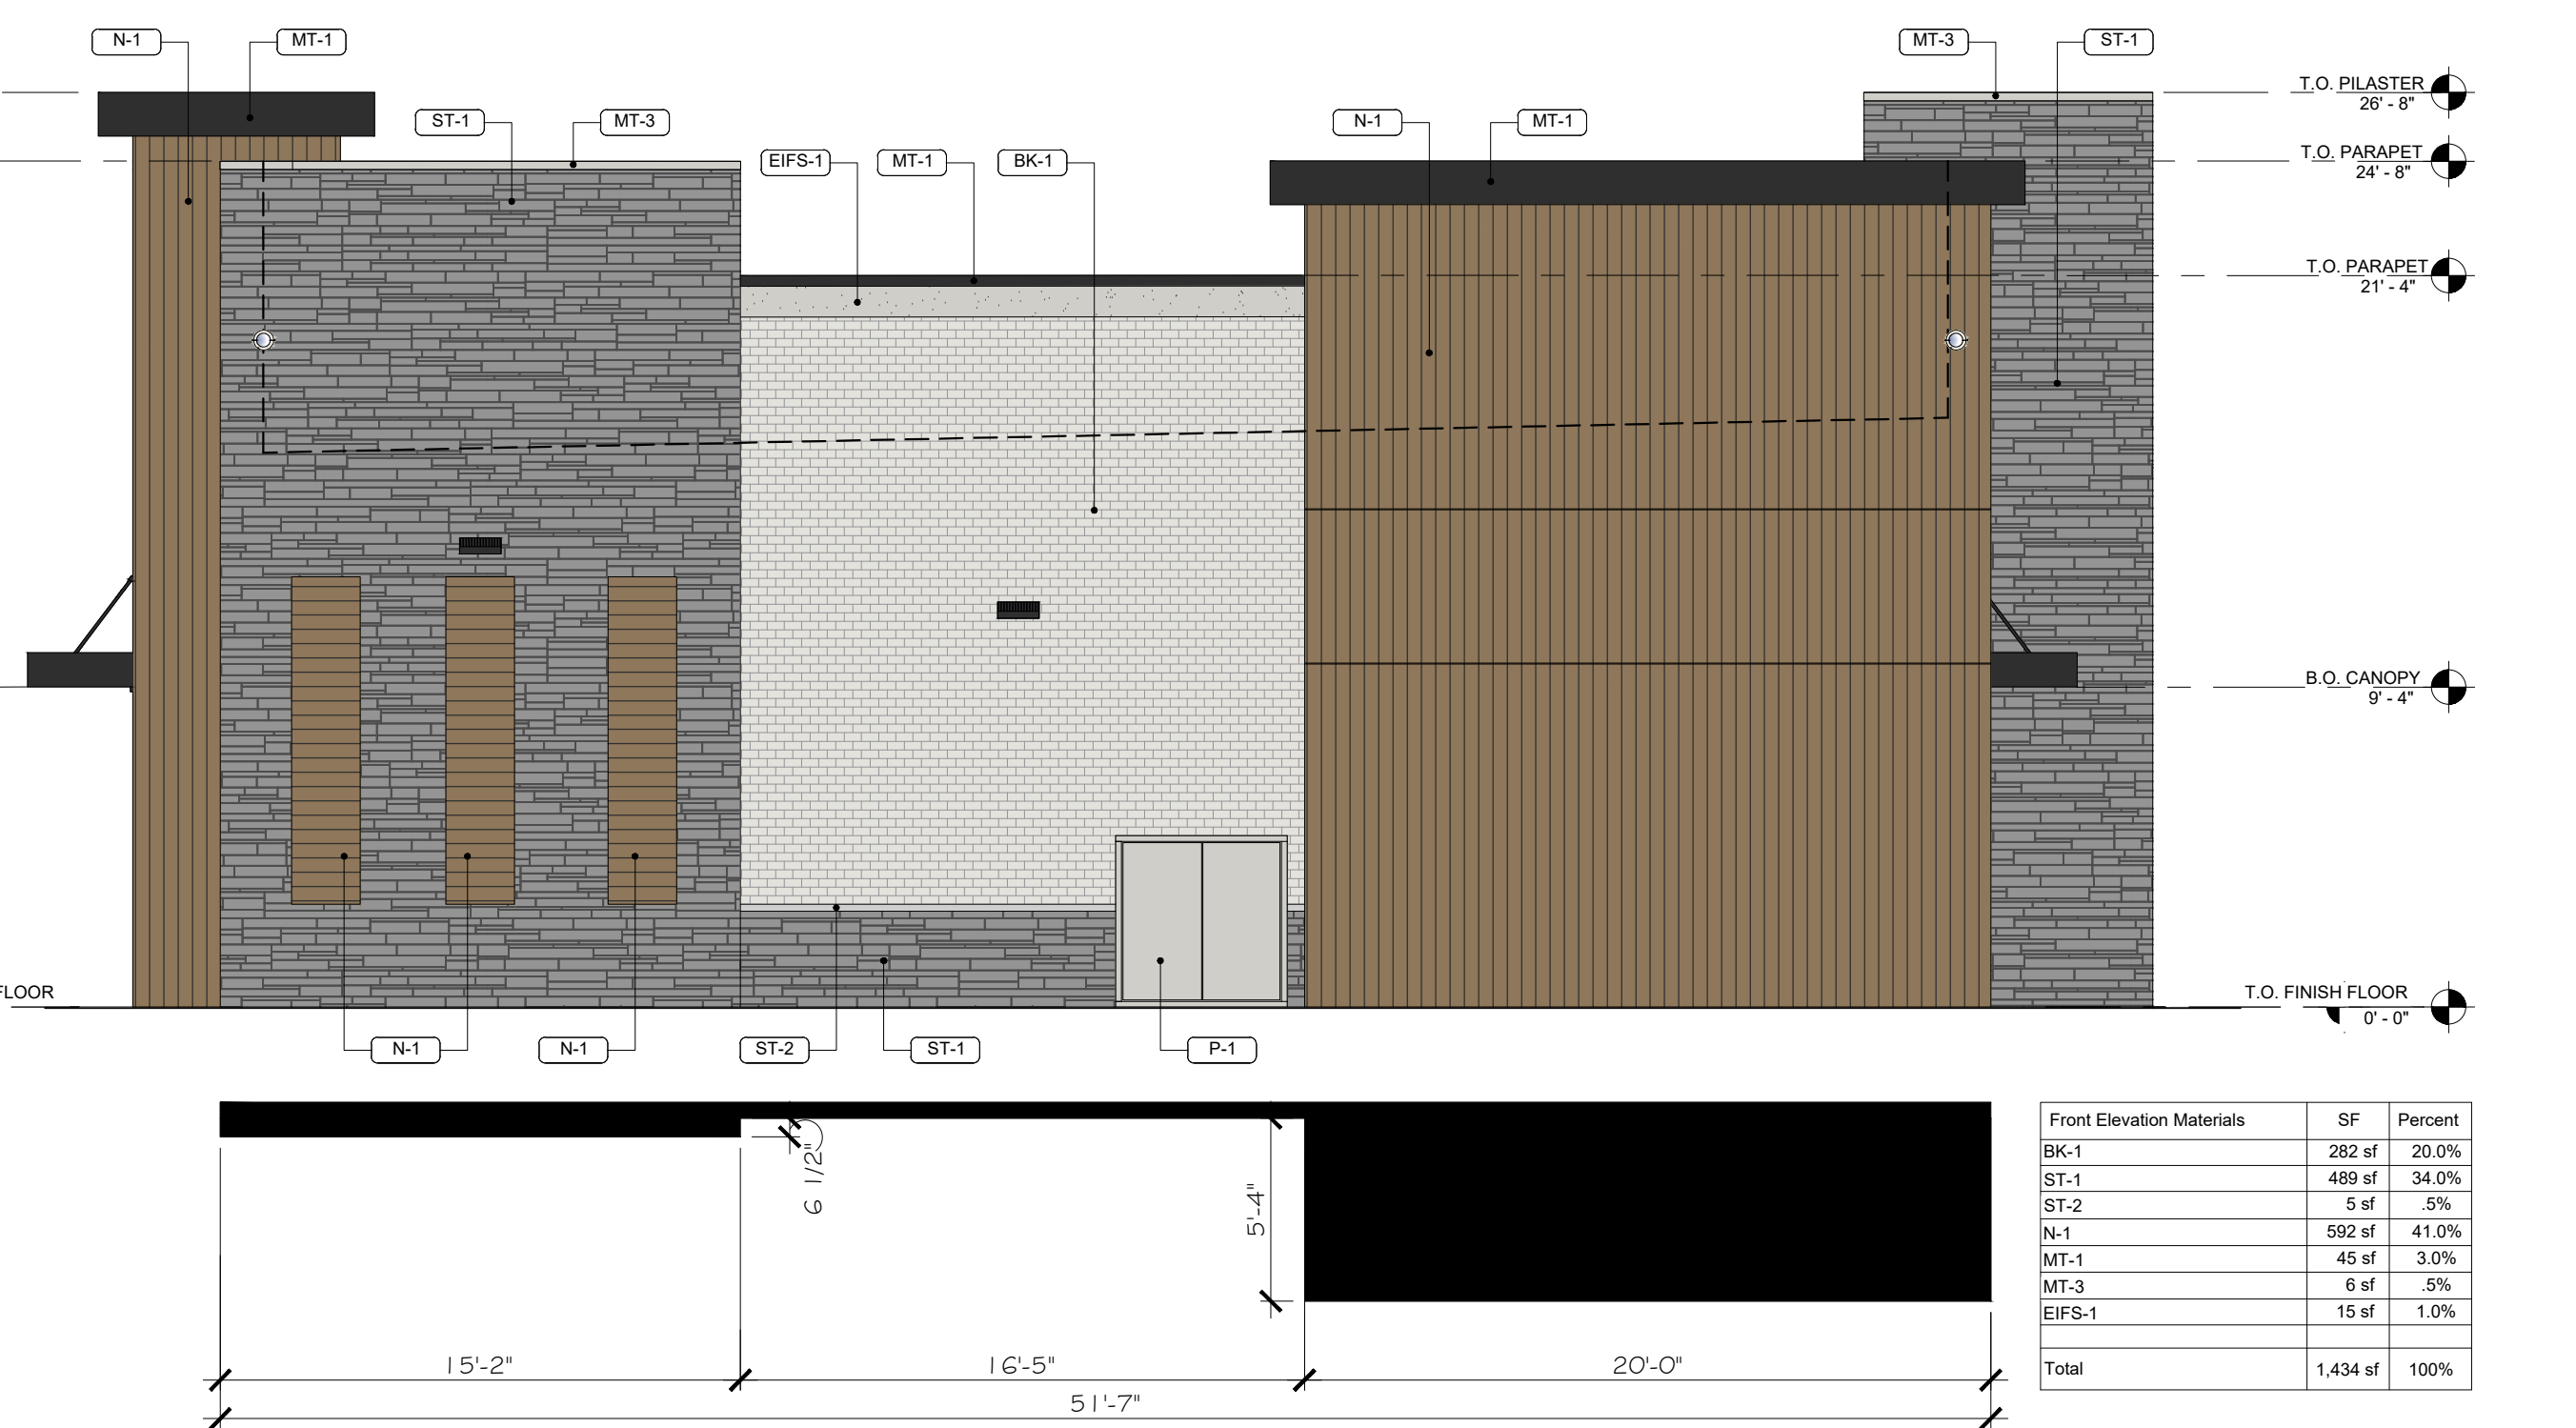 N-1
MT-1
MT-3
ST-1
T.O. PILASTER
26' - 8"
ST-1
MT-3
N-1
MT-1
T.O. PARAPET
24' - 8"
EIFS-1
MT-1
BK-1
T.O. PARAPET
21' - 4"
B.O. CANOPY
9' - 4"
FLOOR
T.O. FINISH FLOOR
0' - 0"
N-1
N-1
ST-2
ST-1
P-1
6 1/2"
5'-4"
15'-2"
16'-5"
20'-0"
51'-7"
Front Elevation Materials SF Percent
BK-1 282 sf 20.0%
ST-1 489 sf 34.0%
ST-2 5 sf .5%
N-1 592 sf 41.0%
MT-1 45 sf 3.0%
MT-3 6 sf .5%
EIFS-1 15 sf 1.0%
Total 1,434 sf 100%